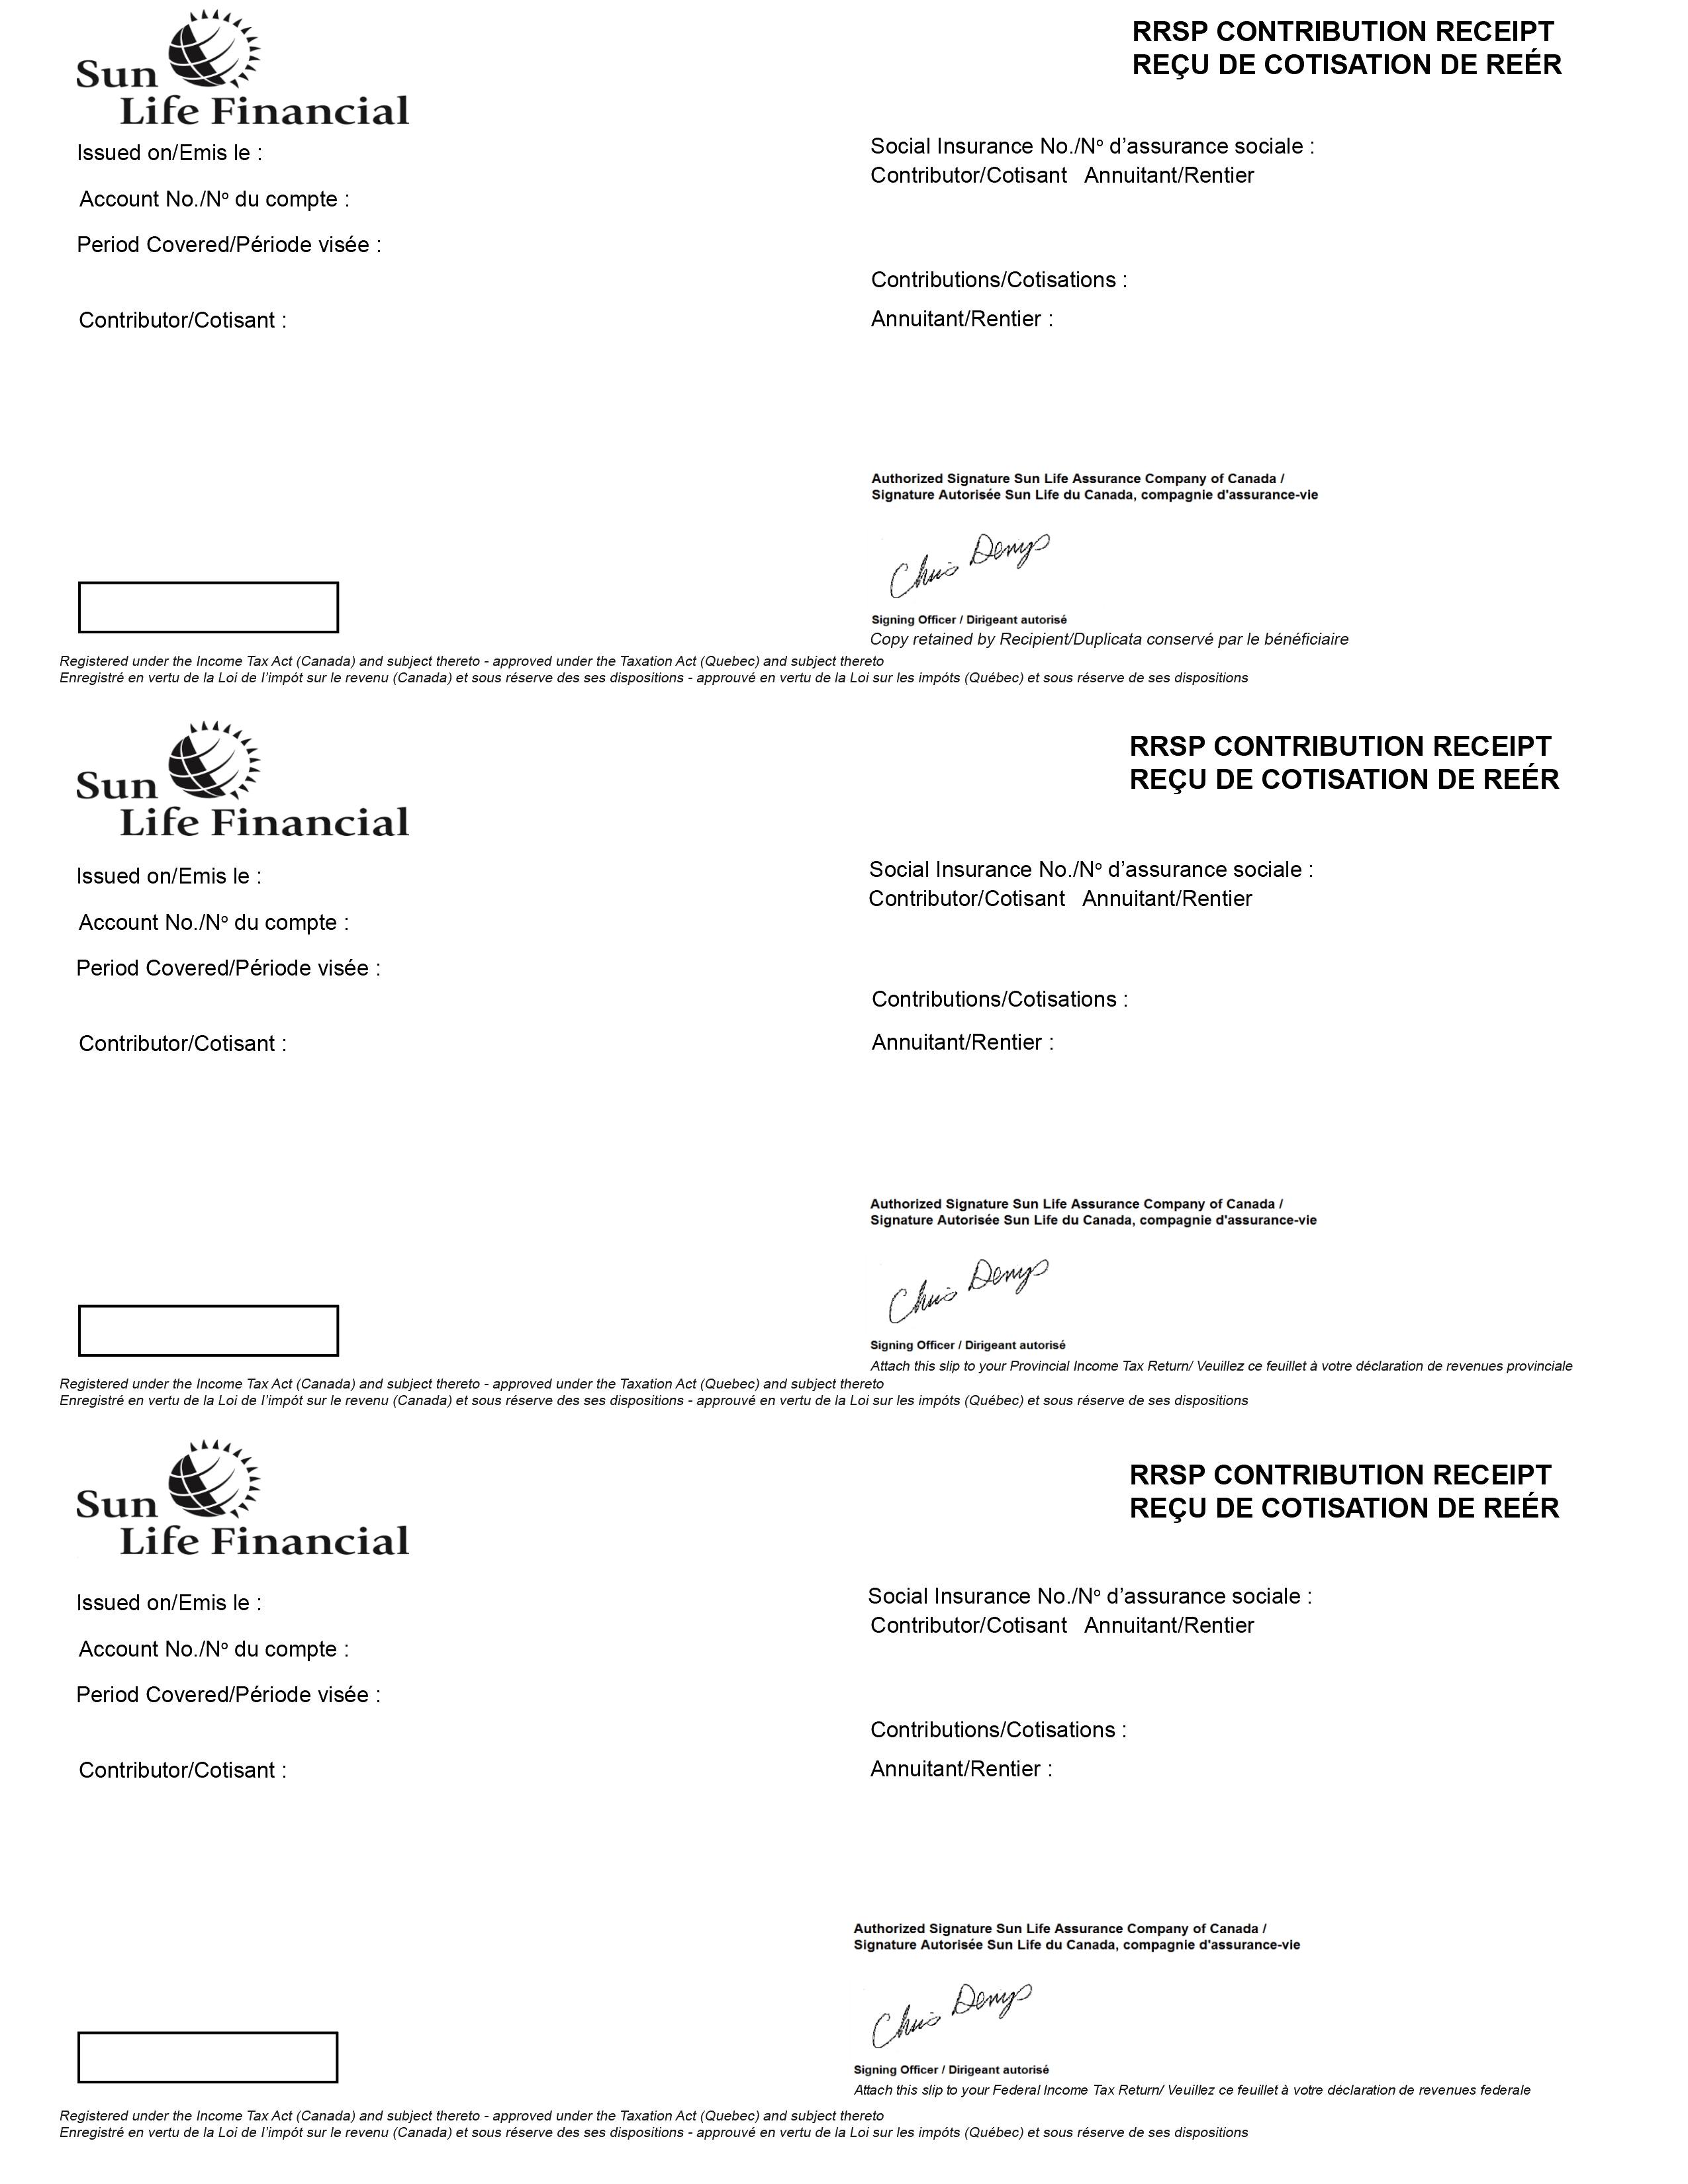 Sun
Life Financial
RRSP CONTRIBUTION RECEIPT
REÇU DE COTISATION DE REÉR
Issued on/Emis le :
Account No./Nº du compte :
Period Covered/Période visée :
Contributor/Cotisant :
Social Insurance No./Nº d’assurance sociale :
Contributor/Cotisant Annuitant/Rentier
Contributions/Cotisations :
Annuitant/Rentier :
Authorized Signature Sun Life Assurance Company of Canada /
Signature Autorisée Sun Life du Canada, compagnie d'assurance-vie
Chris Denys
Signing Officer / Dirigeant autorisé
Copy retained by Recipient/Duplicata conservé par le bénéficiaire
Registered under the Income Tax Act (Canada) and subject thereto - approved under the Taxation Act (Quebec) and subject thereto
Enregistré en vertu de la Loi de l’impót sur le revenu (Canada) et sous réserve des ses dispositions - approuvé en vertu de la Loi sur les impóts (Québec) et sous réserve de ses dispositions
Sun
Life Financial
RRSP CONTRIBUTION RECEIPT
REÇU DE COTISATION DE REÉR
Issued on/Emis le :
Account No./Nº du compte :
Period Covered/Période visée :
Contributor/Cotisant :
Social Insurance No./Nº d’assurance sociale :
Contributor/Cotisant Annuitant/Rentier
Contributions/Cotisations :
Annuitant/Rentier :
Authorized Signature Sun Life Assurance Company of Canada /
Signature Autorisée Sun Life du Canada, compagnie d'assurance-vie
Chris Denys
Signing Officer / Dirigeant autorisé
Attach this slip to your Provincial Income Tax Return/ Veuillez ce feuillet à votre déclaration de revenues provinciale
Registered under the Income Tax Act (Canada) and subject thereto - approved under the Taxation Act (Quebec) and subject thereto
Enregistré en vertu de la Loi de l’impót sur le revenu (Canada) et sous réserve des ses dispositions - approuvé en vertu de la Loi sur les impóts (Québec) et sous réserve de ses dispositions
Sun
Life Financial
RRSP CONTRIBUTION RECEIPT
REÇU DE COTISATION DE REÉR
Issued on/Emis le :
Account No./Nº du compte :
Period Covered/Période visée :
Contributor/Cotisant :
Social Insurance No./Nº d’assurance sociale :
Contributor/Cotisant Annuitant/Rentier
Contributions/Cotisations :
Annuitant/Rentier :
Authorized Signature Sun Life Assurance Company of Canada /
Signature Autorisée Sun Life du Canada, compagnie d'assurance-vie
Chris Denys
Signing Officer / Dirigeant autorisé
Attach this slip to your Federal Income Tax Return/ Veuillez ce feuillet à votre déclaration de revenues federale
Registered under the Income Tax Act (Canada) and subject thereto - approved under the Taxation Act (Quebec) and subject thereto
Enregistré en vertu de la Loi de l’impót sur le revenu (Canada) et sous réserve des ses dispositions - approuvé en vertu de la Loi sur les impóts (Québec) et sous réserve de ses dispositions